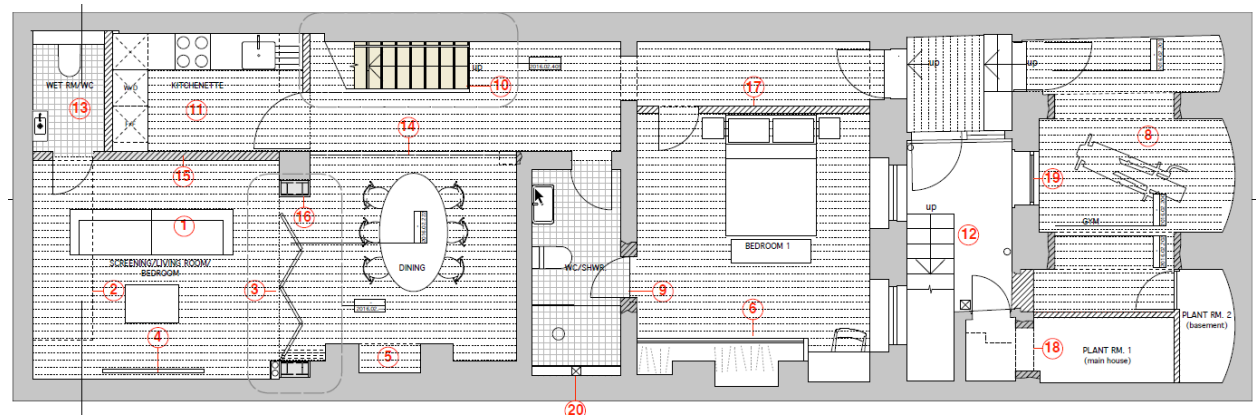 WET RM/WC
13
KITCHENETTE
11
up
10
14
17
up
up
8
15
16
1
SCREENING/LIVING ROOM/
BEDROOM
2
3
4
DINING
5
WC/SHWR.
9
20
BEDROOM 1
6
up
12
19
GYM
18
PLANT RM. 1
(main house)
PLANT RM. 2
(basement)